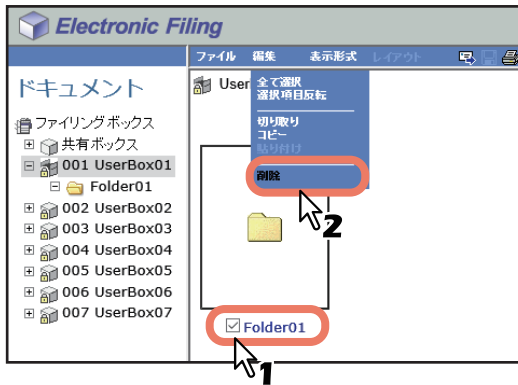 Electronic Filing
ファイル 編集 表示形式 レイアウト
ドキュメント
User
全て選択
選択項目反転
切り取り
コピー
貼り付け
削除
2
ファイリングボックス
共有ボックス
001 UserBox01
Folder01
002 UserBox02
003 UserBox03
004 UserBox04
005 UserBox05
006 UserBox06
007 UserBox07
Folder01
1